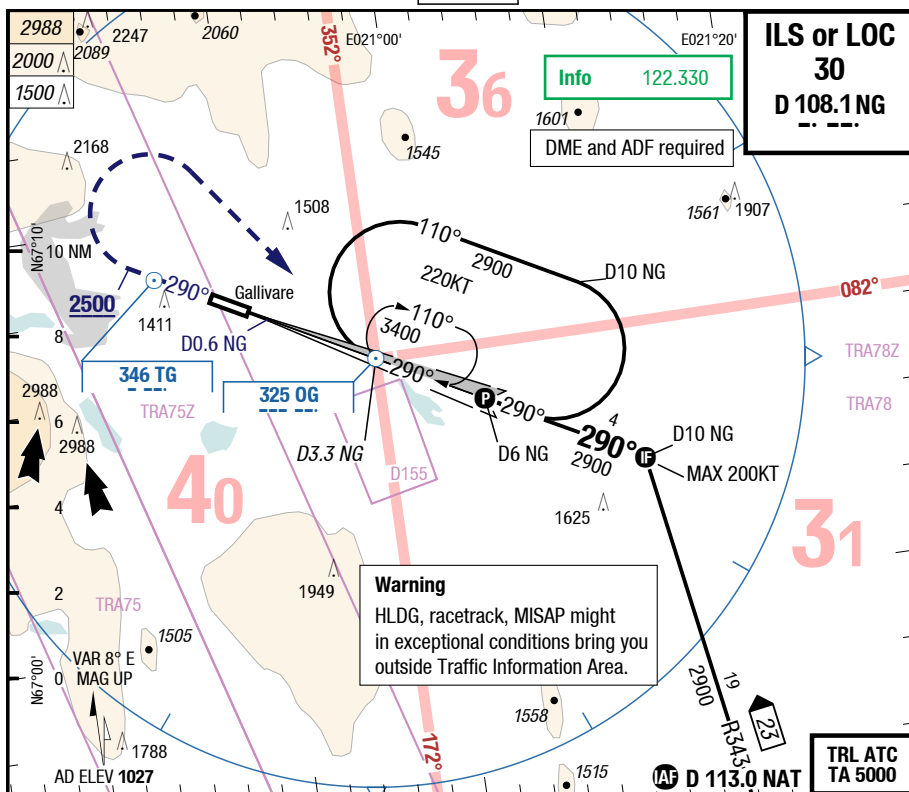 2988
2000
1500
2247
2089
2060
352°
E021°00'
E021°20'
36
Info 122.330
ILS or LOC
30
D 108.1 NG
1601
DME and ADF required
1545
2168
1508
1561
1907
N67°10'
10 NM
110°
2900
D10 NG
220KT
2500
290°
Gallivare
1411
D0.6 NG
110°
3400
082°
8
346 TG
325 OG
290°
TRA78Z
TRA78
TRA75Z
2988
2988
6
P
290°
4
290°
2900
IF
D10 NG
MAX 200KT
D3.3 NG
D6 NG
D155
40
4
1625
31
1949
Warning
HLDG, racetrack, MISAP might
in exceptional conditions bring you
outside Traffic Information Area.
2
TRA75
1505
N67°00'
0
VAR 8° E
MAG UP
19
2900
R343
23
1558
172°
1788
AD ELEV 1027
1515
IAF D 113.0 NAT
TRL ATC
TA 5000